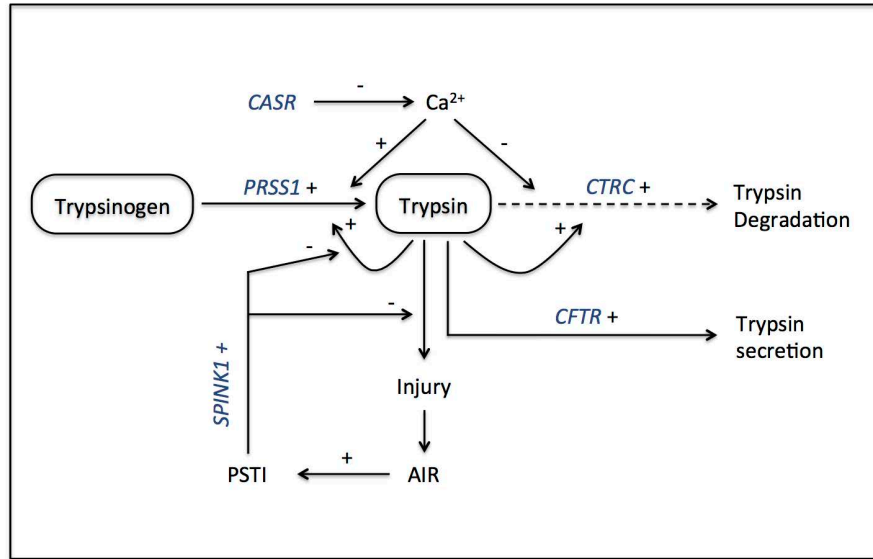 -
CASR
Ca²⁺
+
-
PRSS1 +
CTRC +
Trypsinogen
Trypsin
Trypsin
Degradation
+
+
-
-
CFTR +
Trypsin
secretion
SPINK1 +
Injury
+
PSTI
AIR